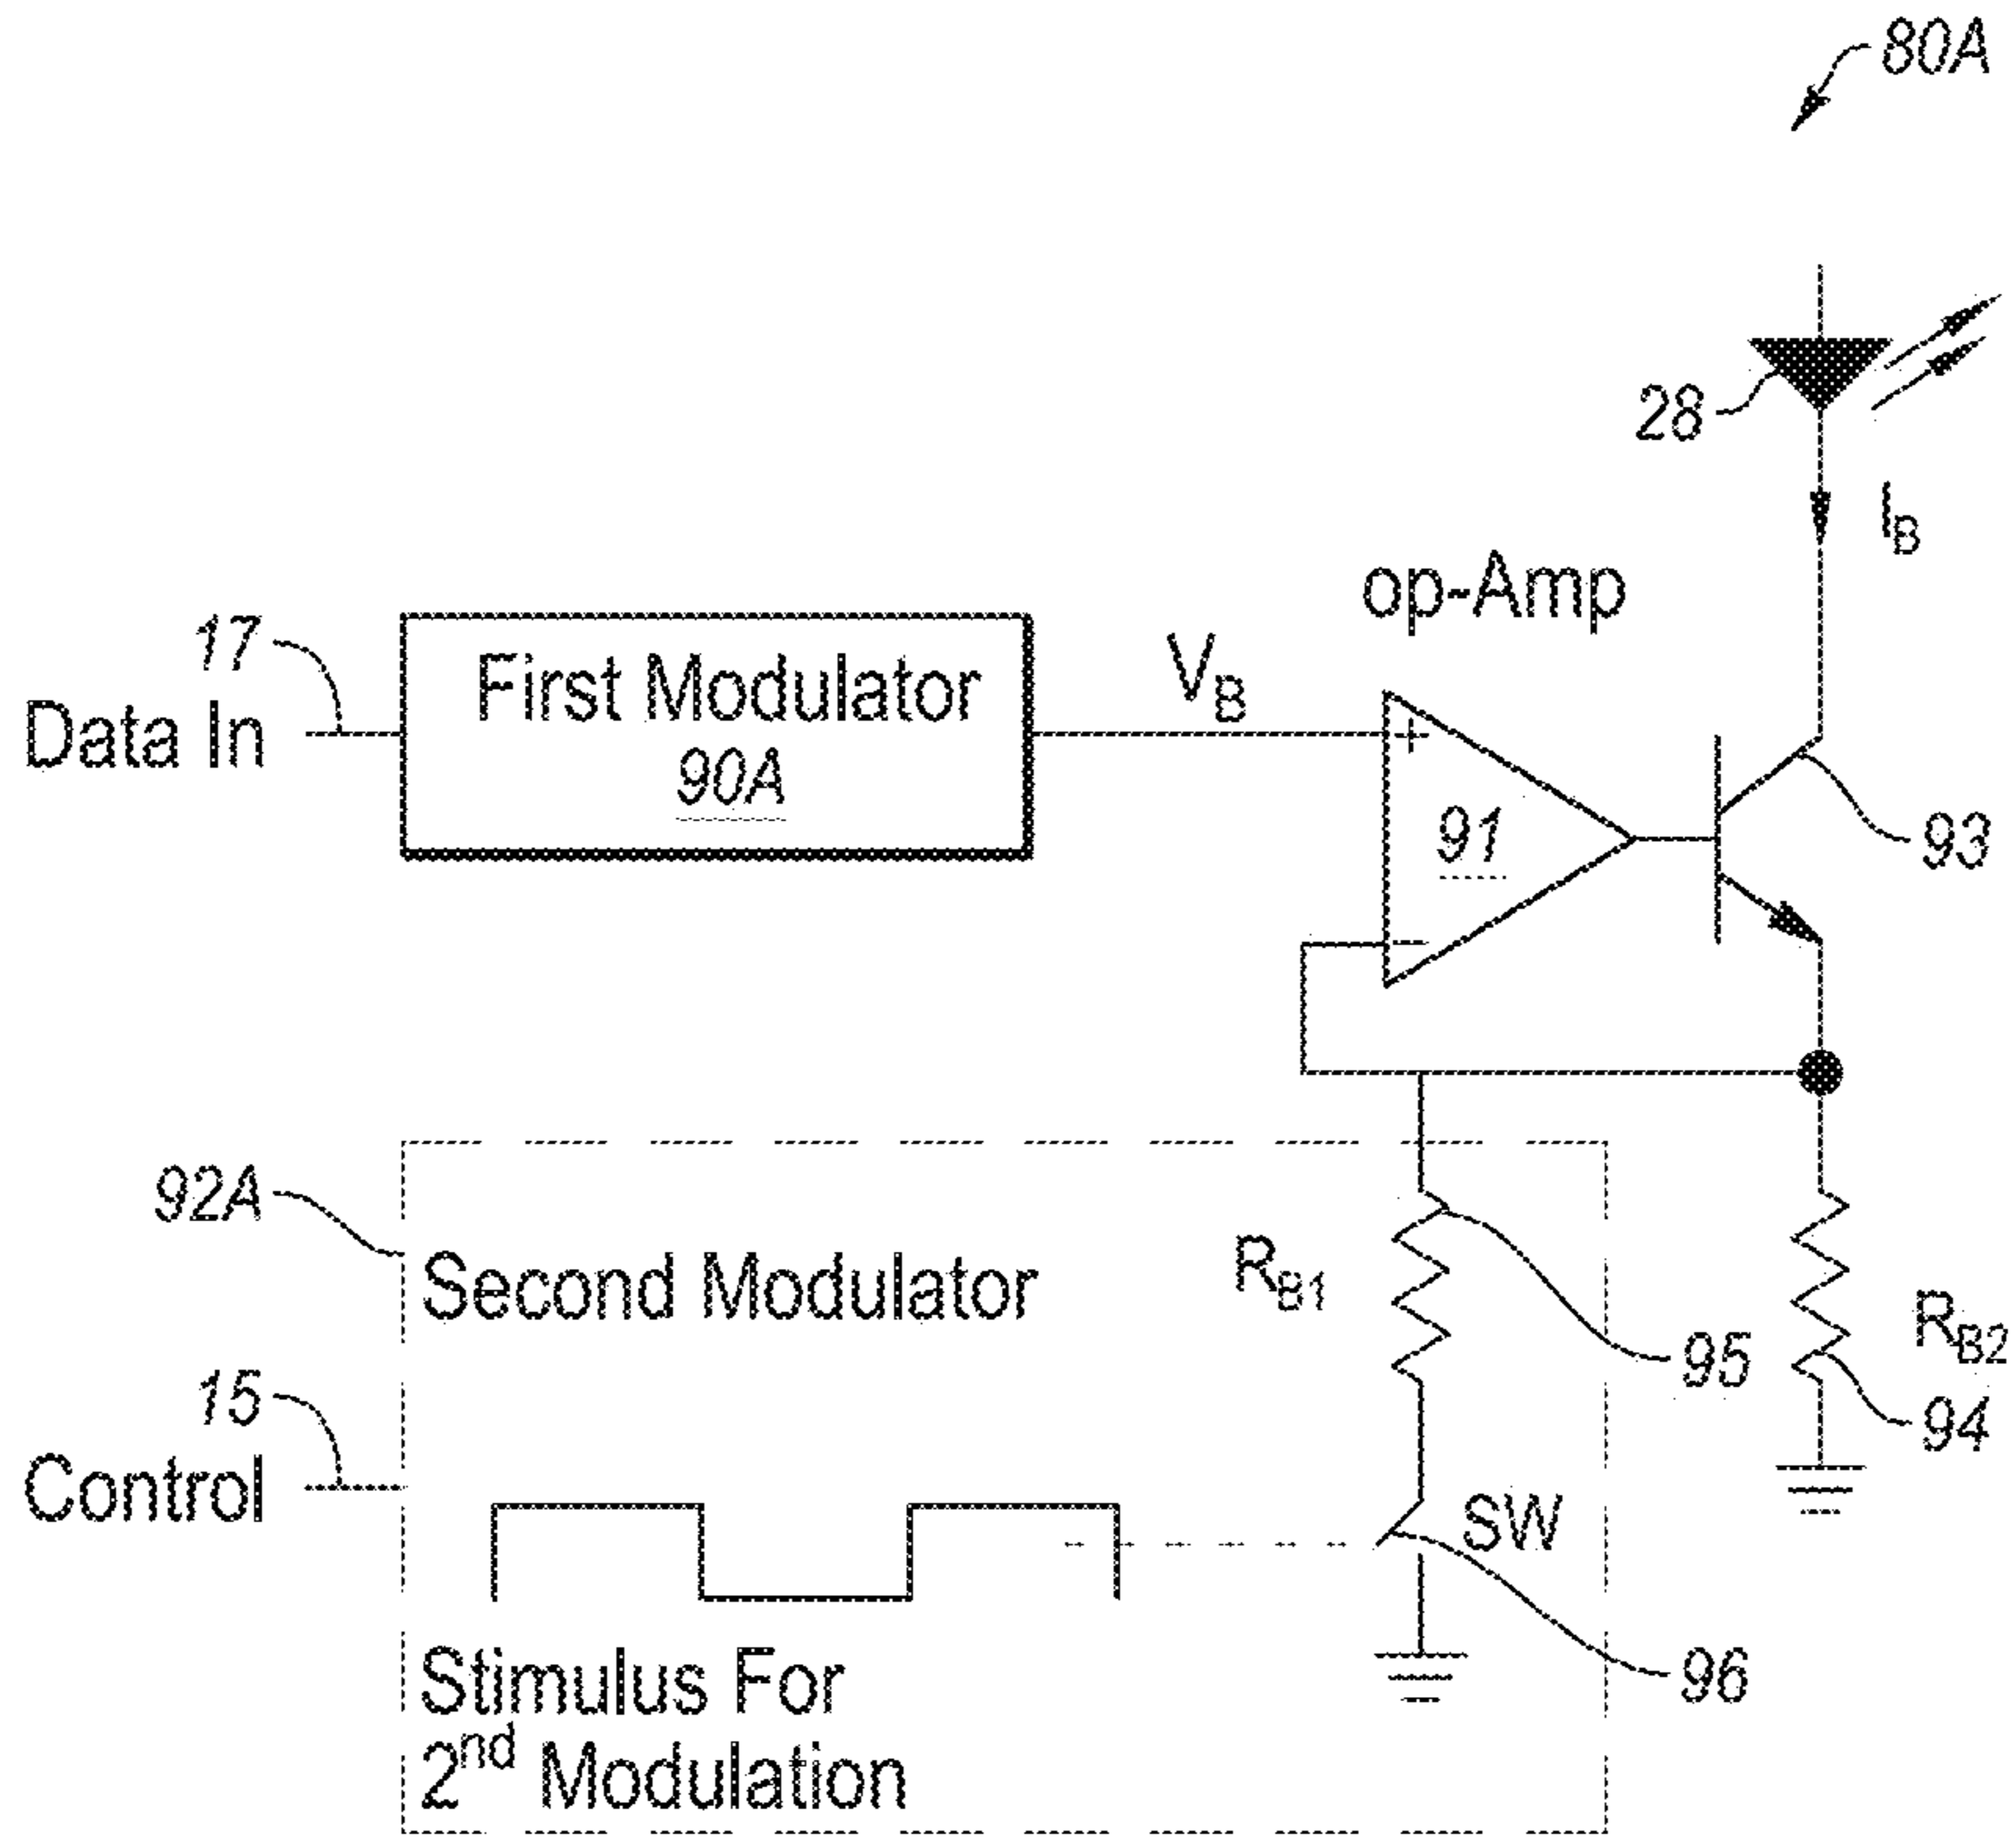 80A
28
I_B
op-Amp
17
Data In
First Modulator
90A
V_B
+
91
93
−
92A
Second Modulator
R_B1
R_B2
95
94
15
Control
SW
96
Stimulus For
2nd Modulation